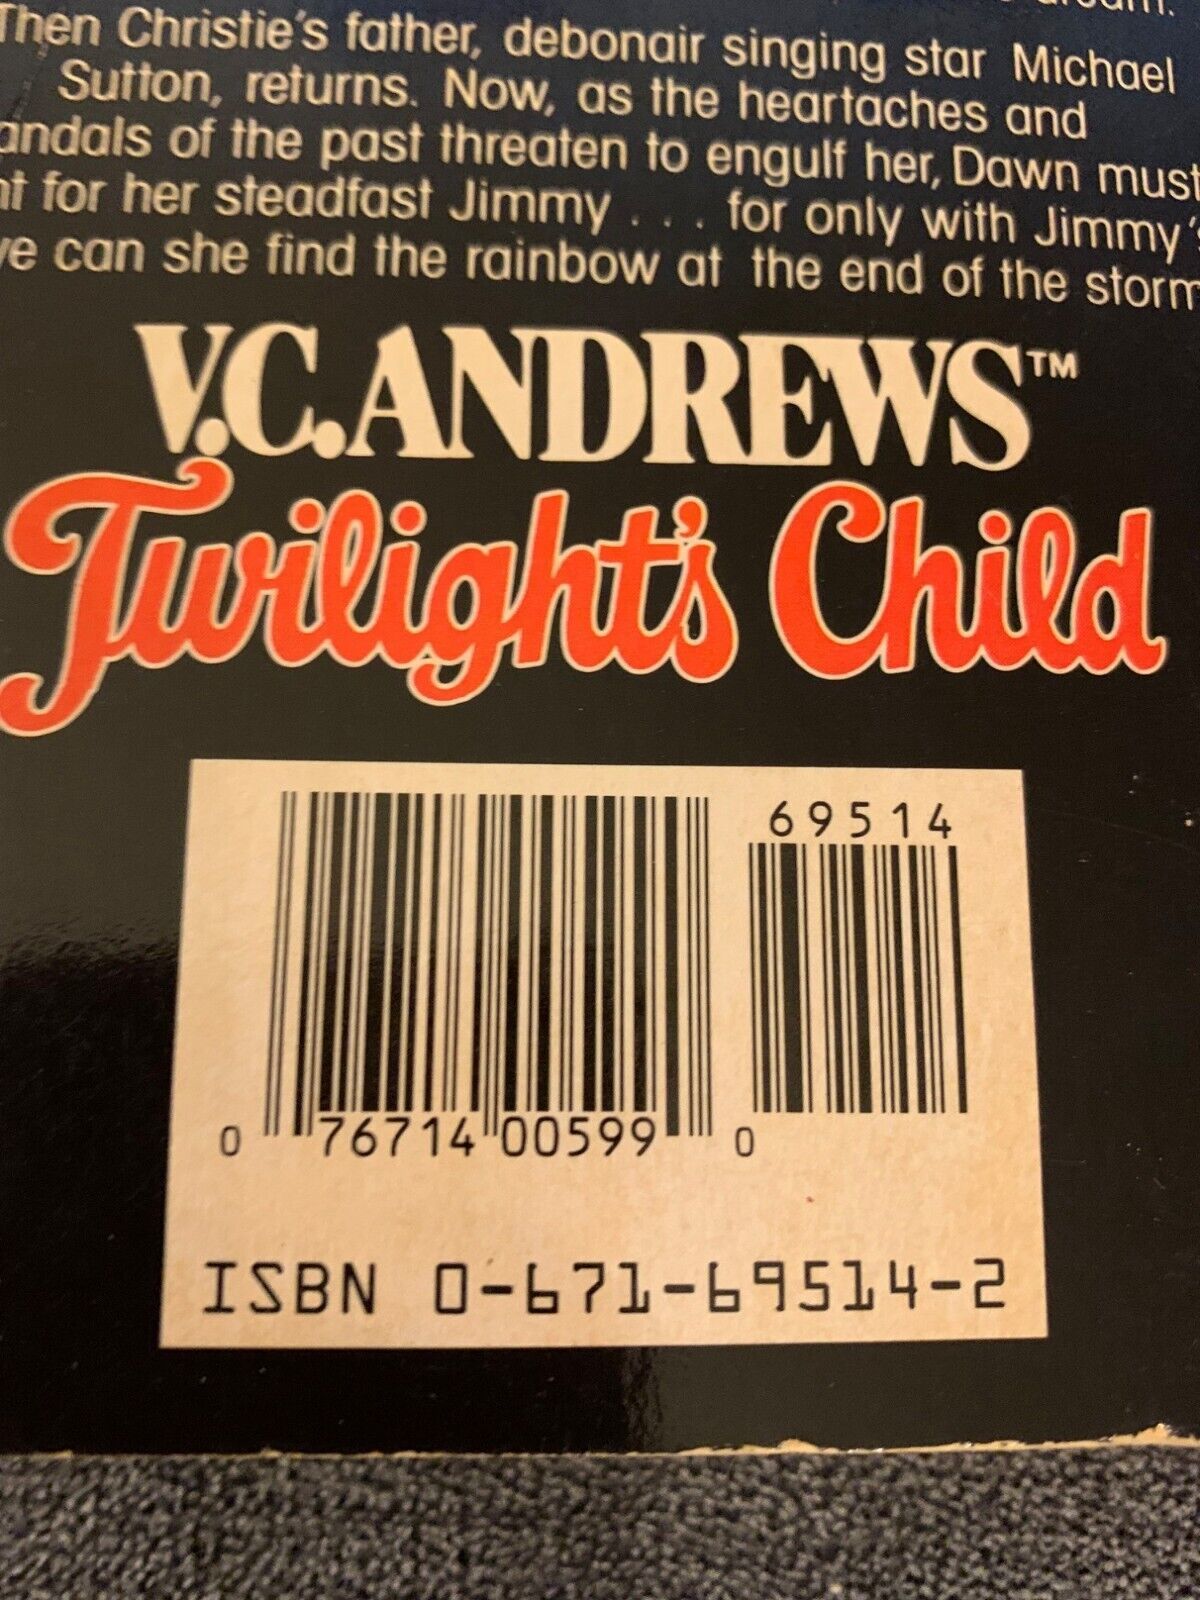 Then Christie's father, debonair singing star Michael
Sutton, returns. Now, as the heartaches and
andals of the past threaten to engulf her, Dawn must
ht for her steadfast Jimmy . . . for only with Jimmy's
ve can she find the rainbow at the end of the storm
V.C. ANDREWS™
Twilight's Child
69514
0 76714 00599 0
ISBN 0-671-69514-2